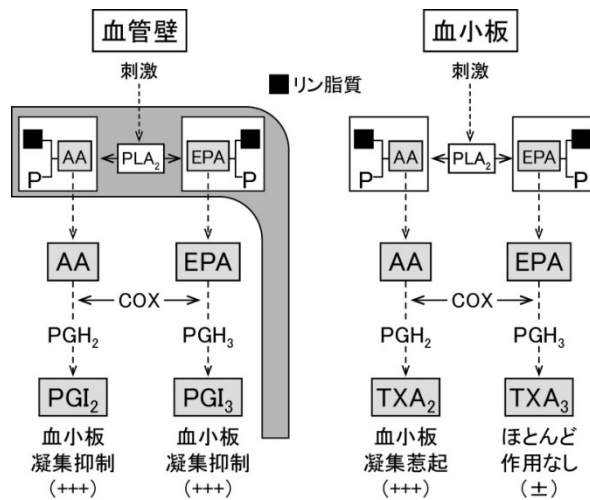 血管壁
刺激
AA
P
PLA₂
EPA
P
AA
EPA
COX
PGH₂
PGH₃
PGI₂
PGI₃
血小板
凝集抑制
(+++)
血小板
凝集抑制
(+++)
■リン脂質
血小板
刺激
AA
P
PLA₂
EPA
P
AA
EPA
COX
PGH₂
PGH₃
TXA₂
TXA₃
血小板
凝集惹起
(+++)
ほとんど
作用なし
(±)